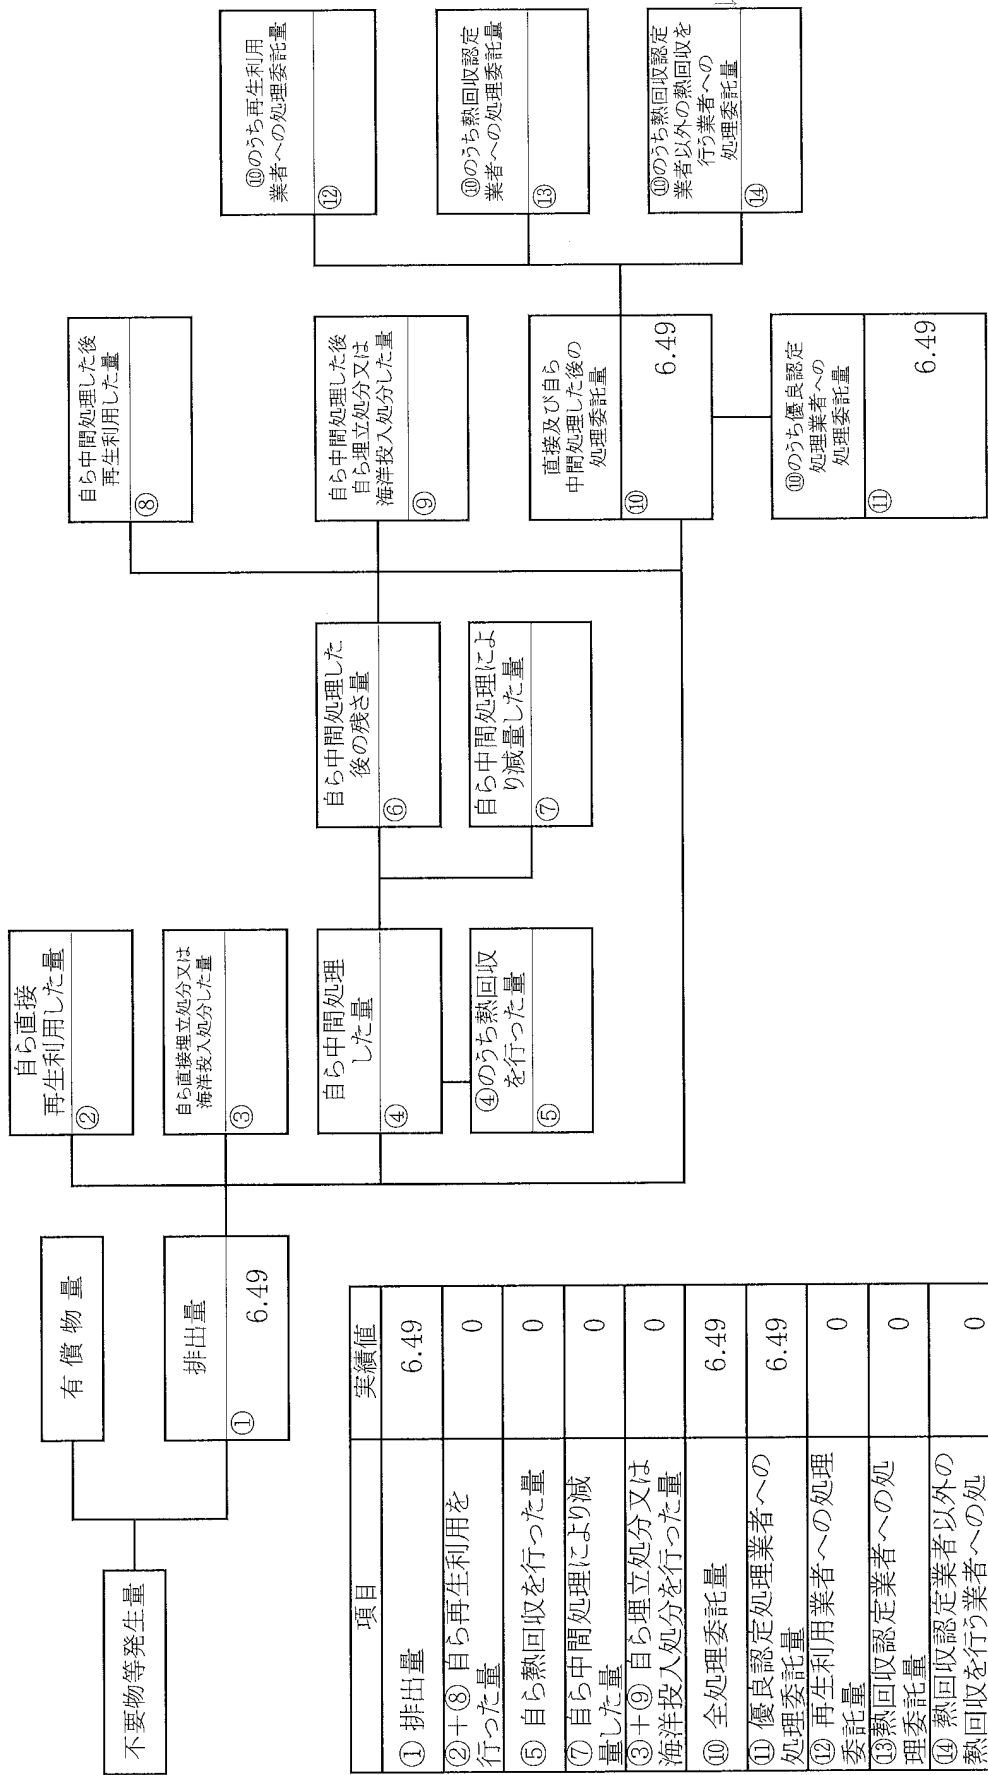 不要物等発生量
有償物量
排出量
①
6.49
自ら直接
再生利用した量
②
自ら直接埋立処分又は
海洋投入処分した量
③
自ら中間処理
した量
④
④のうち熱回収
を行った量
⑤
自ら中間処理した
後の残さ量
⑥
自ら中間処理によ
り減量した量
⑦
自ら中間処理した後
再生利用した量
⑧
自ら中間処理した後
自ら埋立処分又は
海洋投入処分した量
⑨
直接及び自ら
中間処理した後の
処理委託量
⑩
6.49
⑩のうち優良認定
処理業者への
処理委託量
⑪
6.49
⑩のうち再生利用
業者への処理委託量
⑫
⑩のうち熱回収認定
業者への処理委託量
⑬
⑩のうち熱回収認定
業者以外の熱回収を
行う業者への
処理委託量
⑭
項目 実績値
①排出量 6.49
②+⑧ 自ら再生利用を
行った量 0
⑤ 自ら熱回収を行った量 0
⑦ 自ら中間処理により減
量した量 0
③+⑨ 自ら埋立処分又は
海洋投入処分を行った量 0
⑩ 全処理委託量 6.49
⑪ 優良認定処理業者への
処理委託量 6.49
⑫ 再生利用業者への処理
委託量 0
⑬熱回収認定業者への処
理委託量 0
⑭ 熱回収認定業者以外の
熱回収を行う業者への処 0